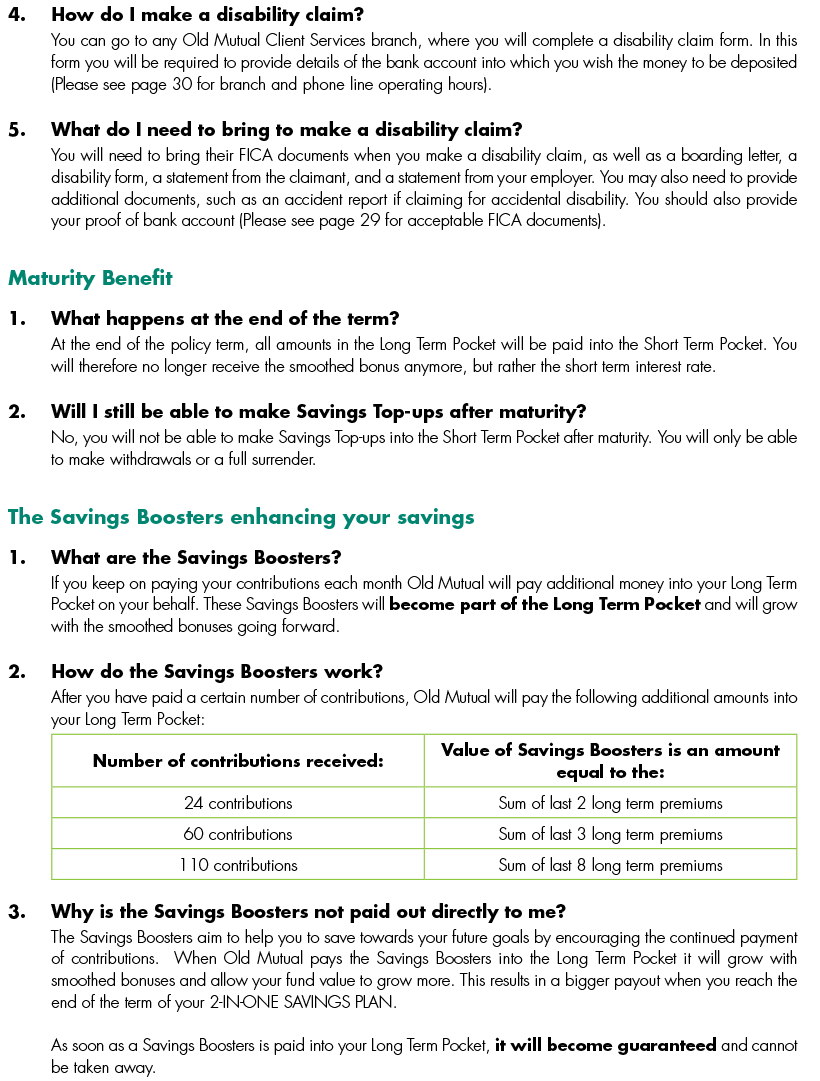 4. How do I make a disability claim?
You can go to any Old Mutual Client Services branch, where you will complete a disability claim form. In this
form you will be required to provide details of the bank account into which you wish the money to be deposited
(Please see page 30 for branch and phone line operating hours).
5. What do I need to bring to make a disability claim?
You will need to bring their FICA documents when you make a disability claim, as well as a boarding letter, a
disability form, a statement from the claimant, and a statement from your employer. You may also need to provide
additional documents, such as an accident report if claiming for accidental disability. You should also provide
your proof of bank account (Please see page 29 for acceptable FICA documents).
Maturity Benefit
1. What happens at the end of the term?
At the end of the policy term, all amounts in the Long Term Pocket will be paid into the Short Term Pocket. You
will therefore no longer receive the smoothed bonus anymore, but rather the short term interest rate.
2. Will I still be able to make Savings Top-ups after maturity?
No, you will not be able to make Savings Top-ups into the Short Term Pocket after maturity. You will only be able
to make withdrawals or a full surrender.
The Savings Boosters enhancing your savings
1. What are the Savings Boosters?
If you keep on paying your contributions each month Old Mutual will pay additional money into your Long Term
Pocket on your behalf. These Savings Boosters will become part of the Long Term Pocket and will grow
with the smoothed bonuses going forward.
2. How do the Savings Boosters work?
After you have paid a certain number of contributions, Old Mutual will pay the following additional amounts into
your Long Term Pocket:
Number of contributions received:
Value of Savings Boosters is an amount
equal to the:
24 contributions
Sum of last 2 long term premiums
60 contributions
Sum of last 3 long term premiums
110 contributions
Sum of last 8 long term premiums
3. Why is the Savings Boosters not paid out directly to me?
The Savings Boosters aim to help you to save towards your future goals by encouraging the continued payment
of contributions. When Old Mutual pays the Savings Boosters into the Long Term Pocket it will grow with
smoothed bonuses and allow your fund value to grow more. This results in a bigger payout when you reach the
end of the term of your 2-IN-ONE SAVINGS PLAN.
As soon as a Savings Boosters is paid into your Long Term Pocket, it will become guaranteed and cannot
be taken away.